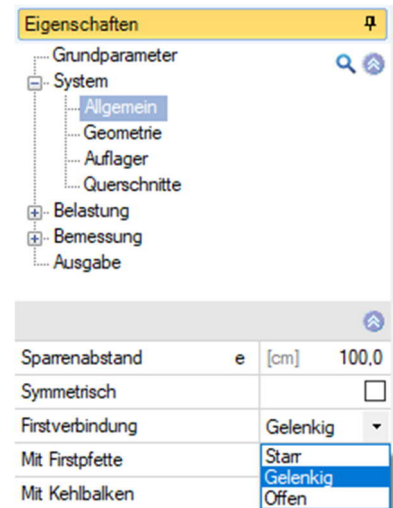 Eigenschaften
Grundparameter
System
Allgemein
Geometrie
Auflager
Querschnitte
Belastung
Bemessung
Ausgabe
Sparrenabstand e [cm] 100,0
Symmetrisch
Firstverbindung Gelenkig
Mit Firstpfette Starr
Gelenkig
Mit Kehlbalken Offen